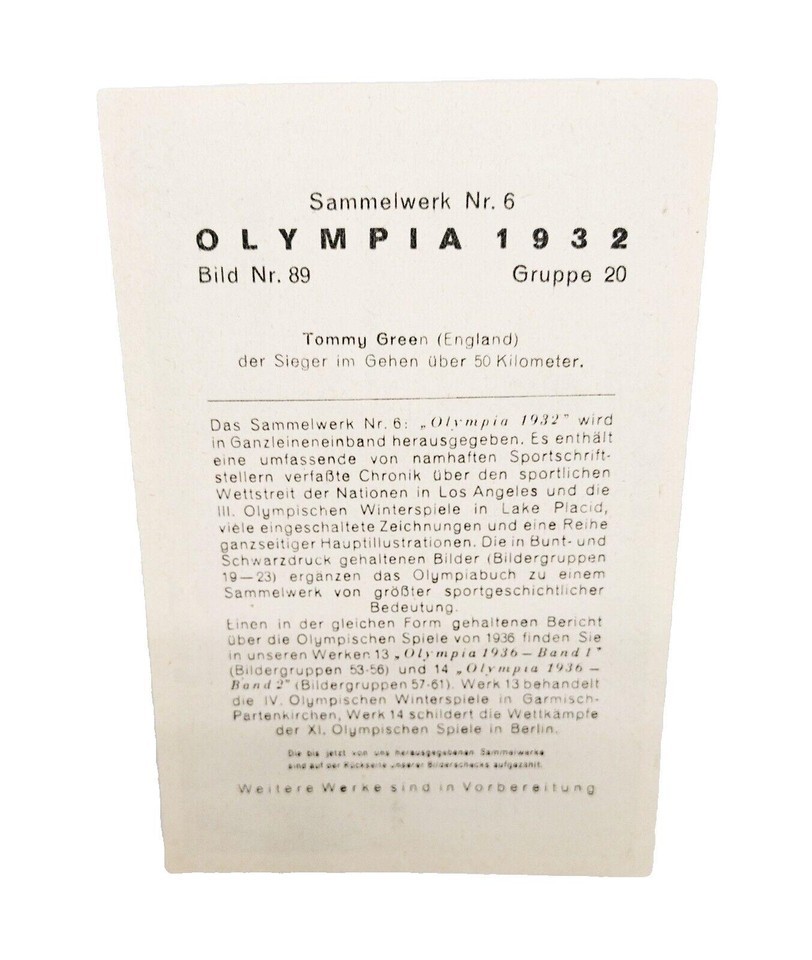 Sammelwerk Nr. 6
OLYMPIA 1932
Bild Nr. 89 Gruppe 20
Tommy Green (England)
der Sieger im Gehen über 50 Kilometer.
Das Sammelwerk Nr. 6: „Olympia 1932" wird
in Ganzleineneinband herausgegeben. Es enthält
eine umfassende von namhaften Sportschrift-
stellern verfaßte Chronik über den sportlichen
Wettstreit der Nationen in Los Angeles und die
III. Olympischen Winterspiele in Lake Placid,
viele eingeschaltete Zeichnungen und eine Reihe
ganzseitiger Hauptillustrationen. Die in Bunt- und
Schwarzdruck gehaltenen Bilder (Bildergruppen
19—23) ergänzen das Olympiabuch zu einem
Sammelwerk von größter sportgeschichtlicher
Bedeutung.
Einen in der gleichen Form gehaltenen Bericht
über die Olympischen Spiele von 1936 finden Sie
in unseren Werken 13 „Olympia 1936 – Band 1"
(Bildergruppen 53-56) und 14 „Olympia 1936 –
Band 2" (Bildergruppen 57-61). Werk 13 behandelt
die IV. Olympischen Winterspiele in Garmisch-
Partenkirchen, Werk 14 schildert die Wettkämpfe
der XI. Olympischen Spiele in Berlin.
Die bis jetzt von uns herausgegebenen Sammelwerke
sind auf der Rückseite unserer Bilderschecks aufgezählt.
Weitere Werke sind in Vorbereitung